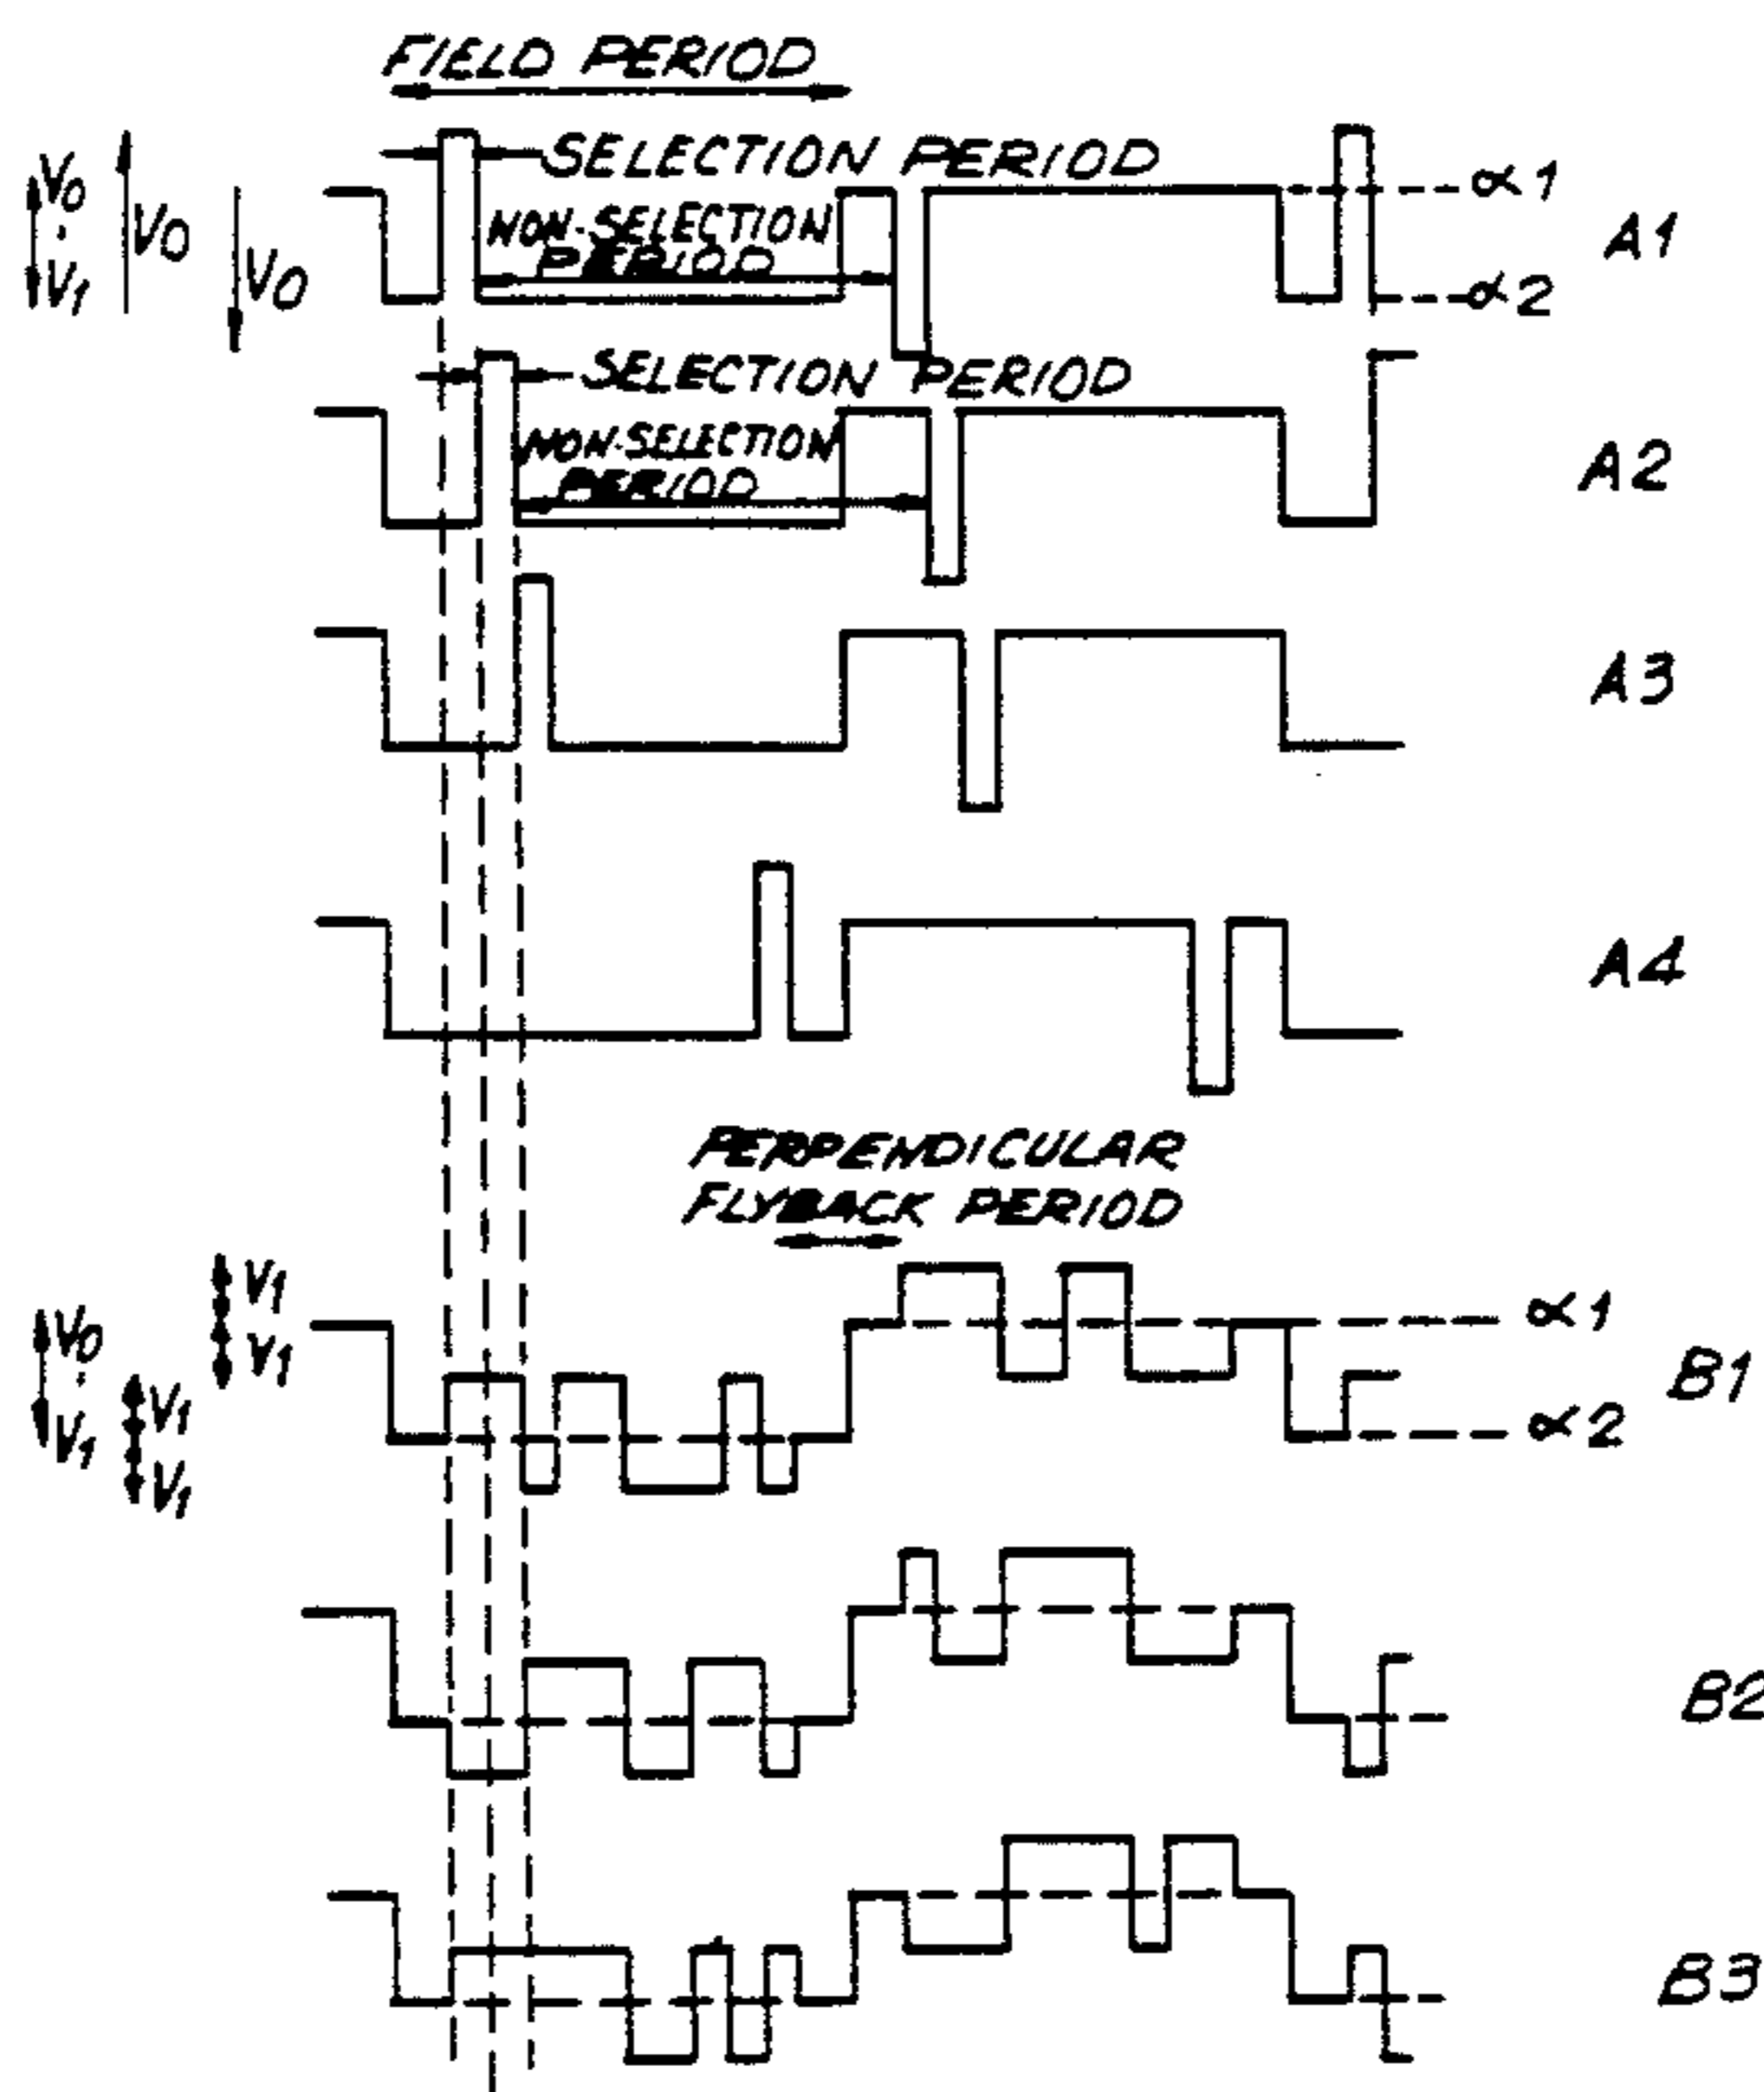 FIELD PERIOD
SELECTION PERIOD
V0 - V1
V0
V0
NON-SELECTION
PERIOD
α1
α2
A1
SELECTION PERIOD
NON-SELECTION
PERIOD
A2
A3
A4
PERPENDICULAR
FLYBACK PERIOD
V1
V1
V0 - V1
V1
V1
α1
α2
B1
B2
B3